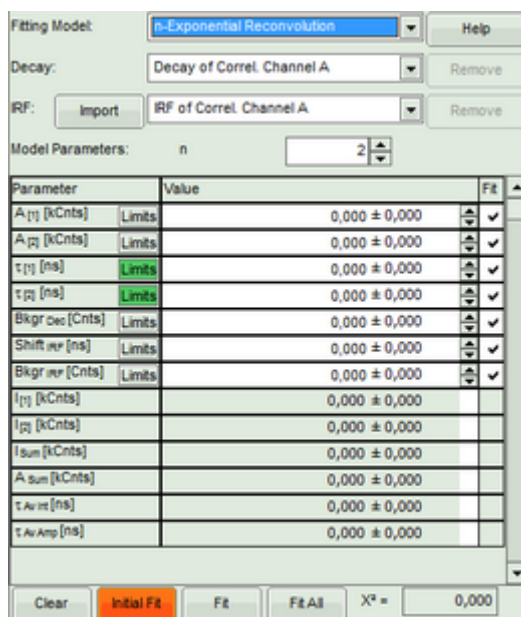 Fitting Model: n-Exponential Reconvolution Help
Decay: Decay of Correl. Channel A Remove
IRF: Import IRF of Correl. Channel A Remove
Model Parameters: n 2
Parameter Value Fit
A [1] [kCnts] Limits 0,000 ± 0,000
A [2] [kCnts] Limits 0,000 ± 0,000
τ [1] [ns] Limits 0,000 ± 0,000
τ [2] [ns] Limits 0,000 ± 0,000
Bkgr Dec [Cnts] Limits 0,000 ± 0,000
Shift IRF [ns] Limits 0,000 ± 0,000
Bkgr IRF [Cnts] Limits 0,000 ± 0,000
I [1] [kCnts] 0,000 ± 0,000
I [2] [kCnts] 0,000 ± 0,000
I Sum [kCnts] 0,000 ± 0,000
A Sum [kCnts] 0,000 ± 0,000
τ Av Int [ns] 0,000 ± 0,000
τ Av Amp [ns] 0,000 ± 0,000
Clear Initial Fit Fit Fit All X² = 0,000